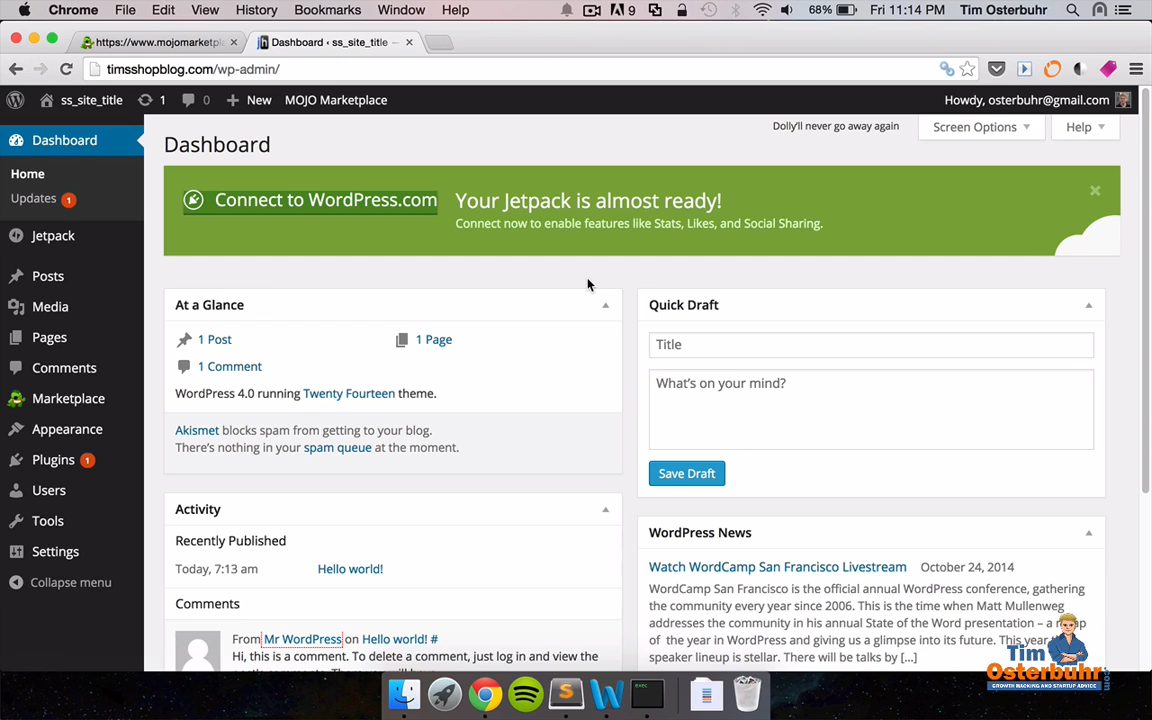 Chrome File Edit View History Bookmarks Window Help 9 68% Fri 11:14 PM Tim Osterbuhr
https://www.mojomarketpl
Dashboard ‹ ss_site_title —
timsshopblog.com/wp-admin/
ss_site_title 1 0 New MOJO Marketplace Howdy, osterbuhr@gmail.com
Dolly'll never go away again Screen Options Help
Dashboard
Home
Updates 1
Jetpack
Posts
Media
Pages
Comments
Marketplace
Appearance
Plugins 1
Users
Tools
Settings
Collapse menu
Dashboard
Connect to WordPress.com
Your Jetpack is almost ready!
Connect now to enable features like Stats, Likes, and Social Sharing.
At a Glance
1 Post 1 Page
1 Comment
WordPress 4.0 running Twenty Fourteen theme.
Akismet blocks spam from getting to your blog.
There's nothing in your spam queue at the moment.
Activity
Recently Published
Today, 7:13 am Hello world!
Comments
From Mr WordPress on Hello world! #
Hi, this is a comment. To delete a comment, just log in and view the
Quick Draft
Title
What's on your mind?
Save Draft
WordPress News
Watch WordCamp San Francisco Livestream October 24, 2014
WordCamp San Francisco is the official annual WordPress conference, gathering
the community every year since 2006. This is the time when Matt Mullenweg
addresses the community in his annual State of the Word presentation – a
of the year in WordPress and giving us a glimpse into its future. This
speaker lineup is stellar. There will be talks by [...]
Tim
Osterbuhr.com
GROWTH HACKING AND STARTUP ADVICE
exec